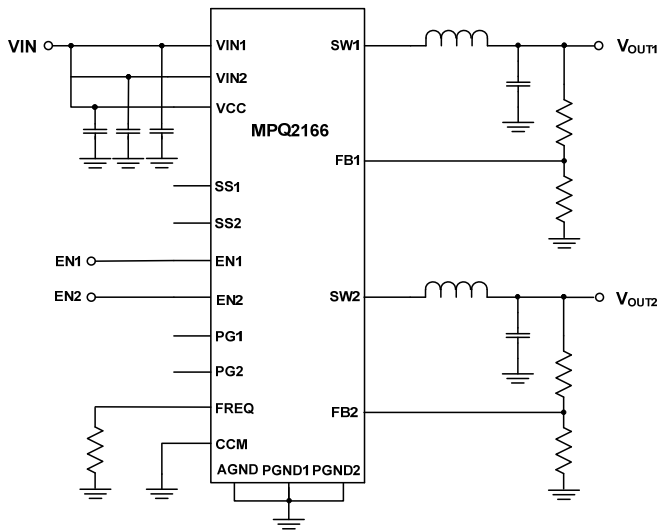 VIN
VIN1
VIN2
VCC
MPQ2166
SS1
SS2
EN1
EN1
EN2
EN2
PG1
PG2
FREQ
CCM
AGND PGND1 PGND2
SW1
VOUT1
FB1
SW2
VOUT2
FB2